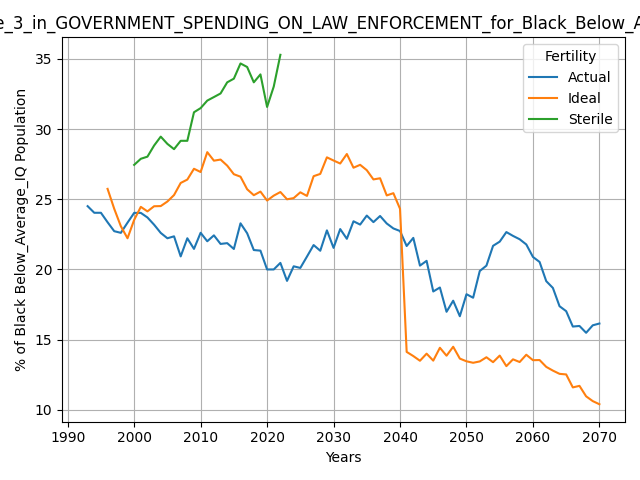 e_3_in_GOVERNMENT_SPENDING_ON_LAW_ENFORCEMENT_for_Black_Below_A
Fertility
Actual
Ideal
Sterile
% of Black Below_Average_IQ Population
35
30
25
20
15
10
1990 2000 2010 2020 2030 2040 2050 2060 2070
Years